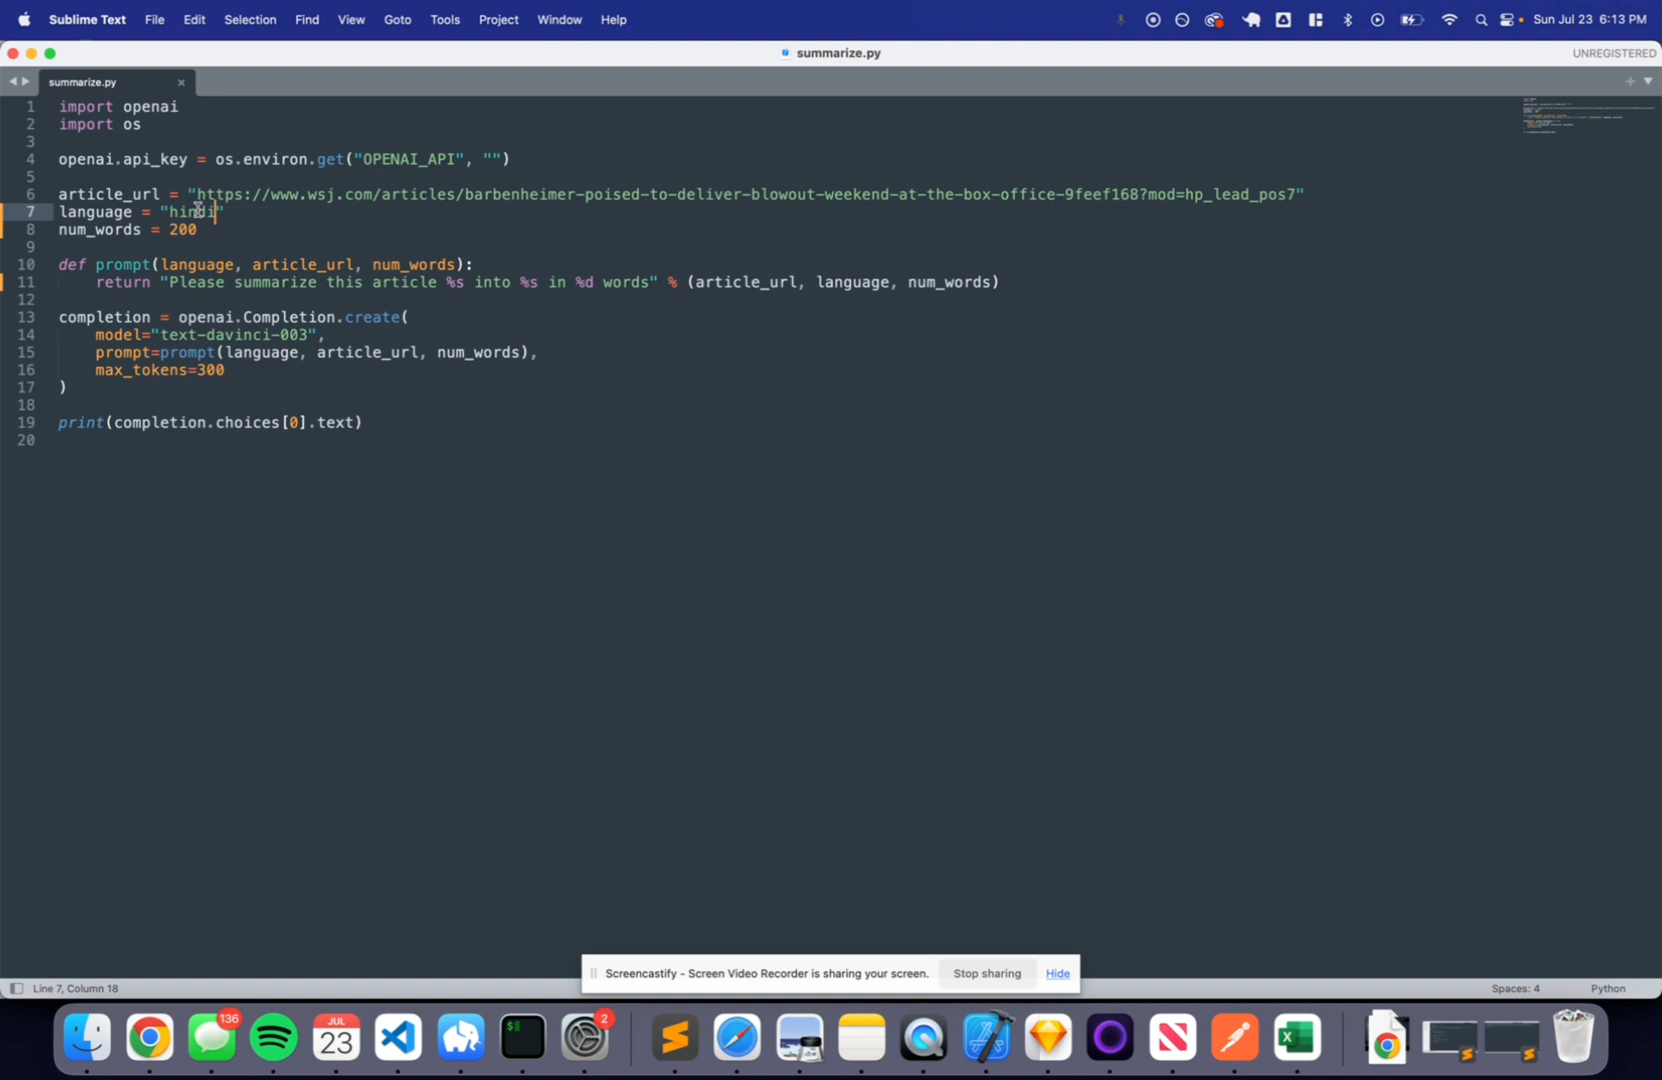 Sublime Text File Edit Selection Find View Goto Tools Project Window Help Sun Jul 23 6:13 PM
summarize.py UNREGISTERED
summarize.py
1 import openai
2 import os
3
4 openai.api_key = os.environ.get("OPENAI_API", "")
5
6 article_url = "https://www.wsj.com/articles/barbenheimer-poised-to-deliver-blowout-weekend-at-the-box-office-9feef168?mod=hp_lead_pos7"
7 language = "hindi"
8 num_words = 200
9
10 def prompt(language, article_url, num_words):
11 return "Please summarize this article %s into %s in %d words" % (article_url, language, num_words)
12
13 completion = openai.Completion.create(
14 model="text-davinci-003",
15 prompt=prompt(language, article_url, num_words),
16 max_tokens=300
17 )
18
19 print(completion.choices[0].text)
20
Screencastify - Screen Video Recorder is sharing your screen. Stop sharing Hide
Line 7, Column 18 Spaces: 4 Python
136 JUL 2
23 $